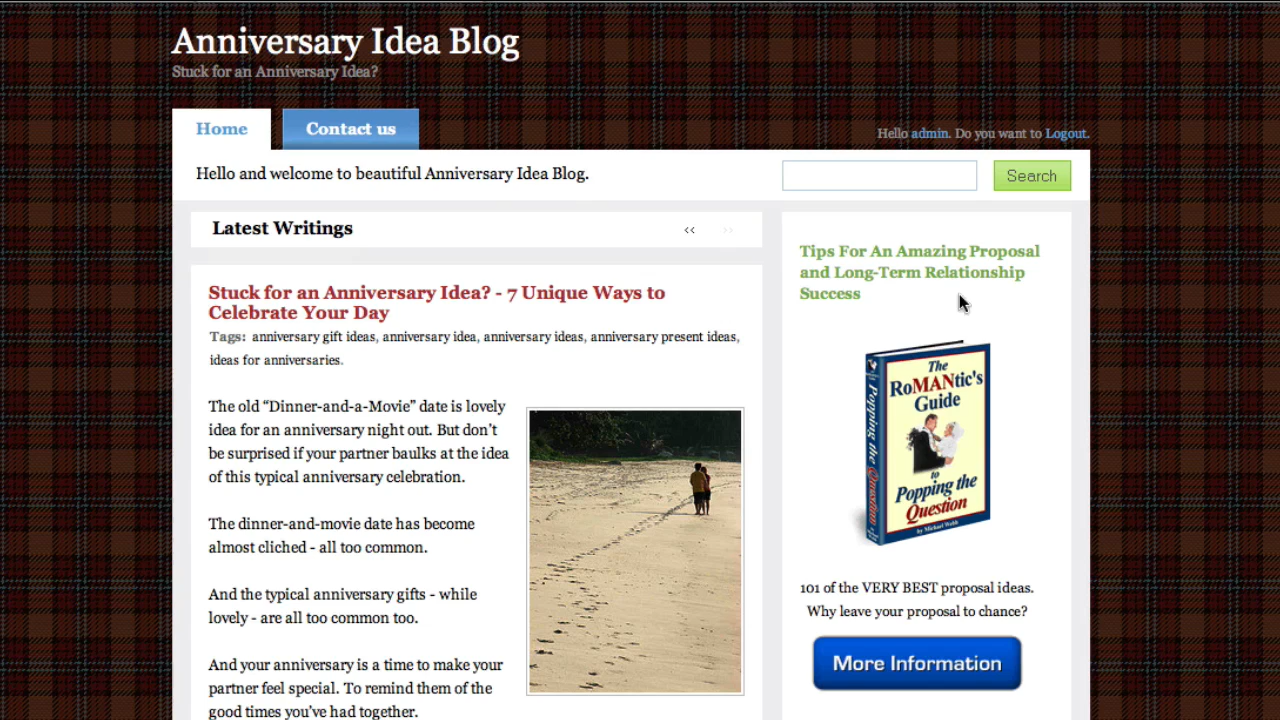 Anniversary Idea Blog
Stuck for an Anniversary Idea?
Home
Contact us
Hello admin. Do you want to Logout.
Hello and welcome to beautiful Anniversary Idea Blog.
Search
Latest Writings
‹‹
››
Stuck for an Anniversary Idea? - 7 Unique Ways to
Celebrate Your Day
Tags: anniversary gift ideas, anniversary idea, anniversary ideas, anniversary present ideas,
ideas for anniversaries.
The old “Dinner-and-a-Movie” date is lovely
idea for an anniversary night out. But don’t
be surprised if your partner baulks at the idea
of this typical anniversary celebration.
The dinner-and-movie date has become
almost cliched - all too common.
And the typical anniversary gifts - while
lovely - are all too common too.
And your anniversary is a time to make your
partner feel special. To remind them of the
good times you’ve had together.
Tips For An Amazing Proposal
and Long-Term Relationship
Success
The
RoMANtic's
Guide
to
Popping the
Question
by Michael Webb
Popping the Question
101 of the VERY BEST proposal ideas.
Why leave your proposal to chance?
More Information